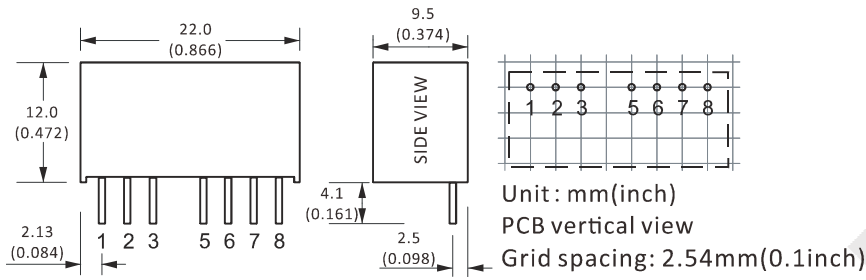 22.0
(0.866)
12.0
(0.472)
2.13
(0.084)
1 2 3 5 6 7 8
9.5
(0.374)
SIDE VIEW
4.1
(0.161)
2.5
(0.098)
1 2 3 5 6 7 8
Unit: mm(inch)
PCB vertical view
Grid spacing: 2.54mm(0.1inch)